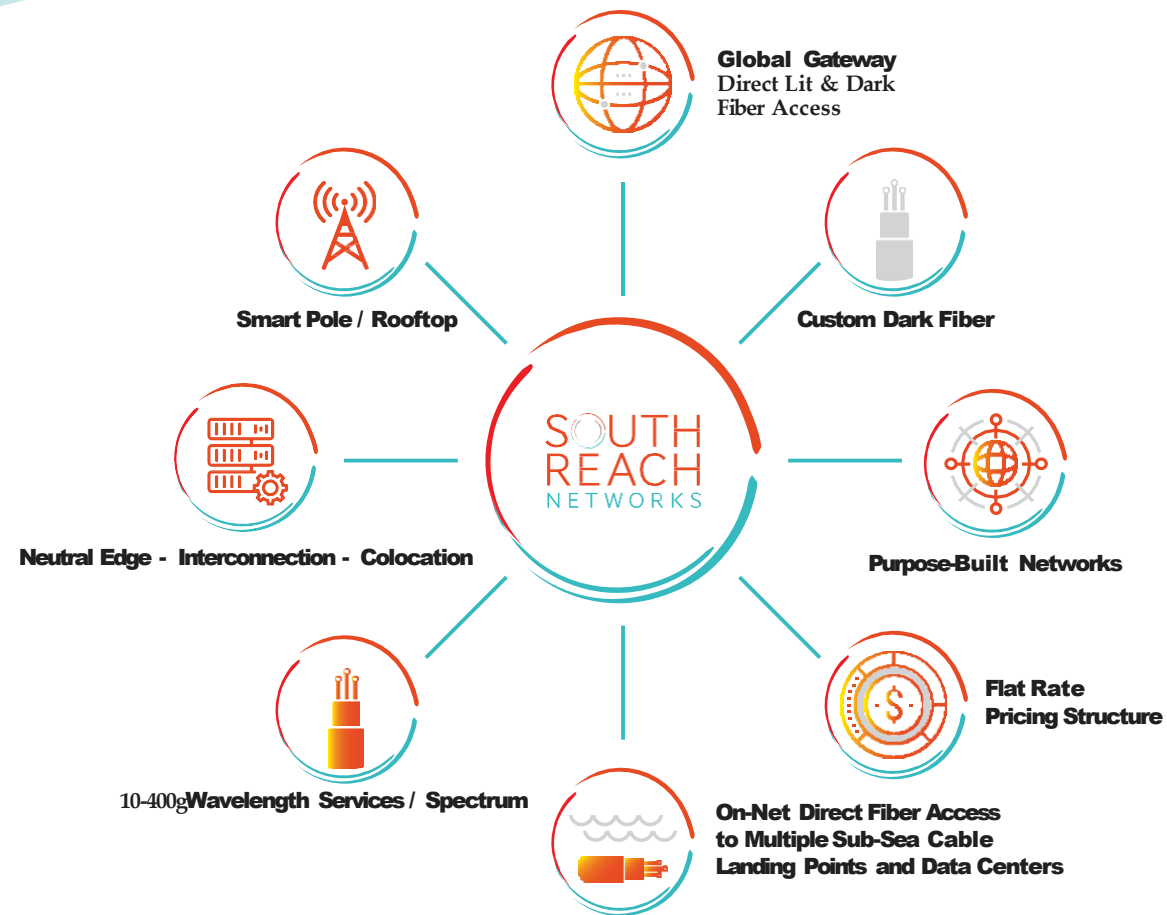 Global Gateway
Direct Lit & Dark
Fiber Access
Smart Pole / Rooftop
Custom Dark Fiber
SOUTH
REACH
NETWORKS
Neutral Edge - Interconnection - Colocation
Purpose-Built Networks
Flat Rate
Pricing Structure
10-400gWavelength Services / Spectrum
On-Net Direct Fiber Access
to Multiple Sub-Sea Cable
Landing Points and Data Centers